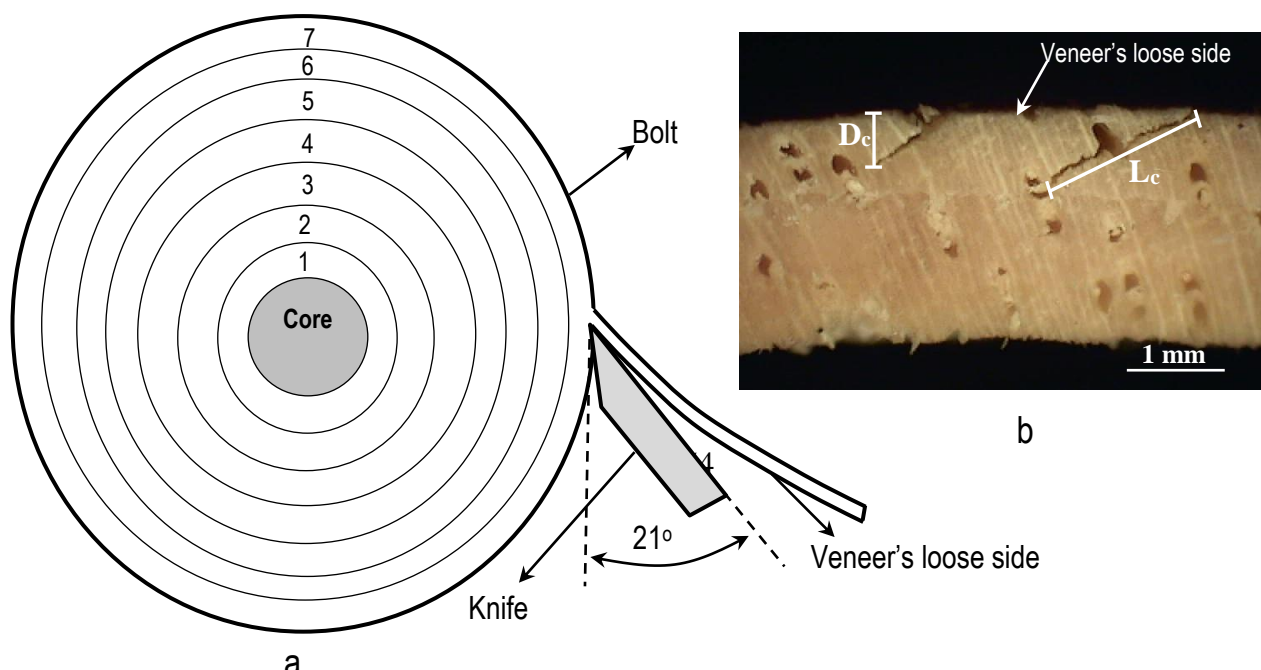 7
6
5
4
3
2
1
Core
Bolt
21º
Knife
Veneer's loose side
a
Veneer's loose side
Dc
Lc
1 mm
b